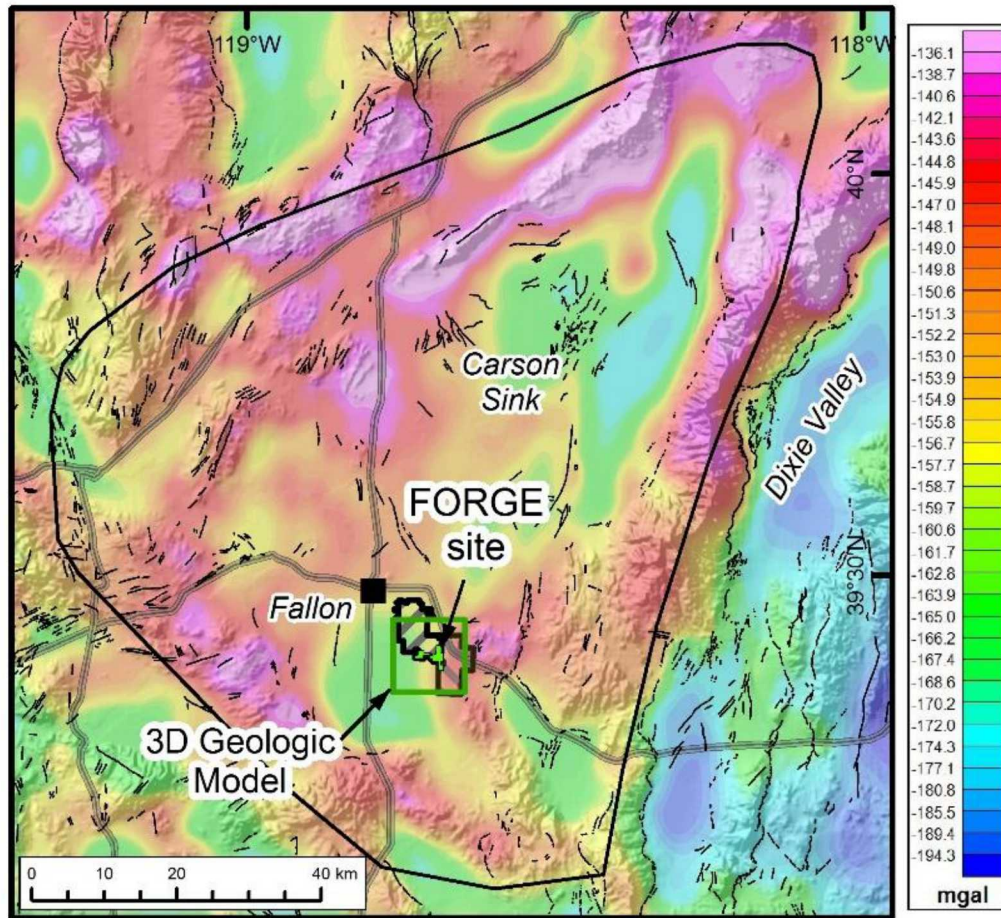 119°W
118°W
40°N
Carson
Sink
Dixie Valley
FORGE
site
39°30'N
Fallon
3D Geologic
Model
0 10 20 40 km
-136.1
-138.7
-140.6
-142.1
-143.6
-144.8
-145.9
-147.0
-148.1
-149.0
-149.8
-150.6
-151.3
-152.2
-153.0
-153.9
-154.9
-155.8
-156.7
-157.7
-158.7
-159.7
-160.6
-161.7
-162.8
-163.9
-165.0
-166.2
-167.4
-168.6
-170.2
-172.0
-174.3
-177.1
-180.8
-185.5
-189.4
-194.3
mgal